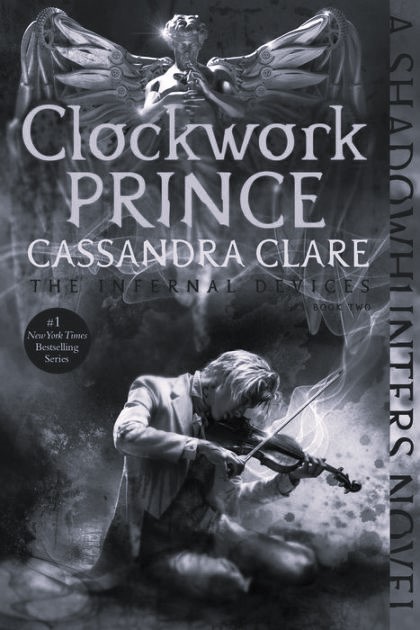 Clockwork
PRINCE
CASSANDRA CLARE
THE INFERNAL DEVICES
BOOK TWO
#1
New York Times
Bestselling
Series
A SHADOWHUNTERS NOVEL